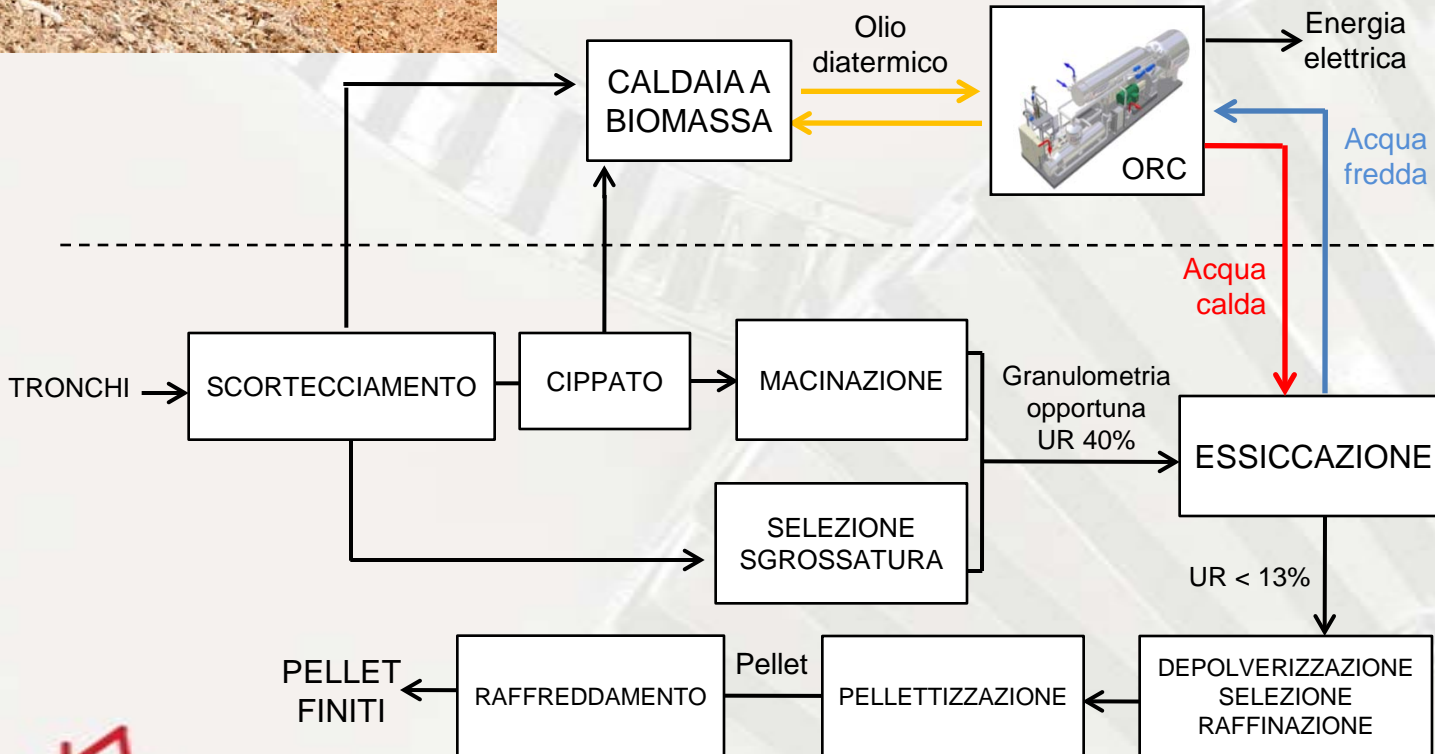 Olio
diatermico
Energia
elettrica
CALDAIA A
BIOMASSA
ORC
Acqua
fredda
Acqua
calda
TRONCHI
SCORTECCIAMENTO
CIPPATO
MACINAZIONE
Granulometria
opportuna
UR 40%
ESSICCAZIONE
SELEZIONE
SGROSSATURA
UR < 13%
PELLET
FINITI
RAFFREDDAMENTO
Pellet
PELLETTIZZAZIONE
DEPOLVERIZZAZIONE
SELEZIONE
RAFFINAZIONE